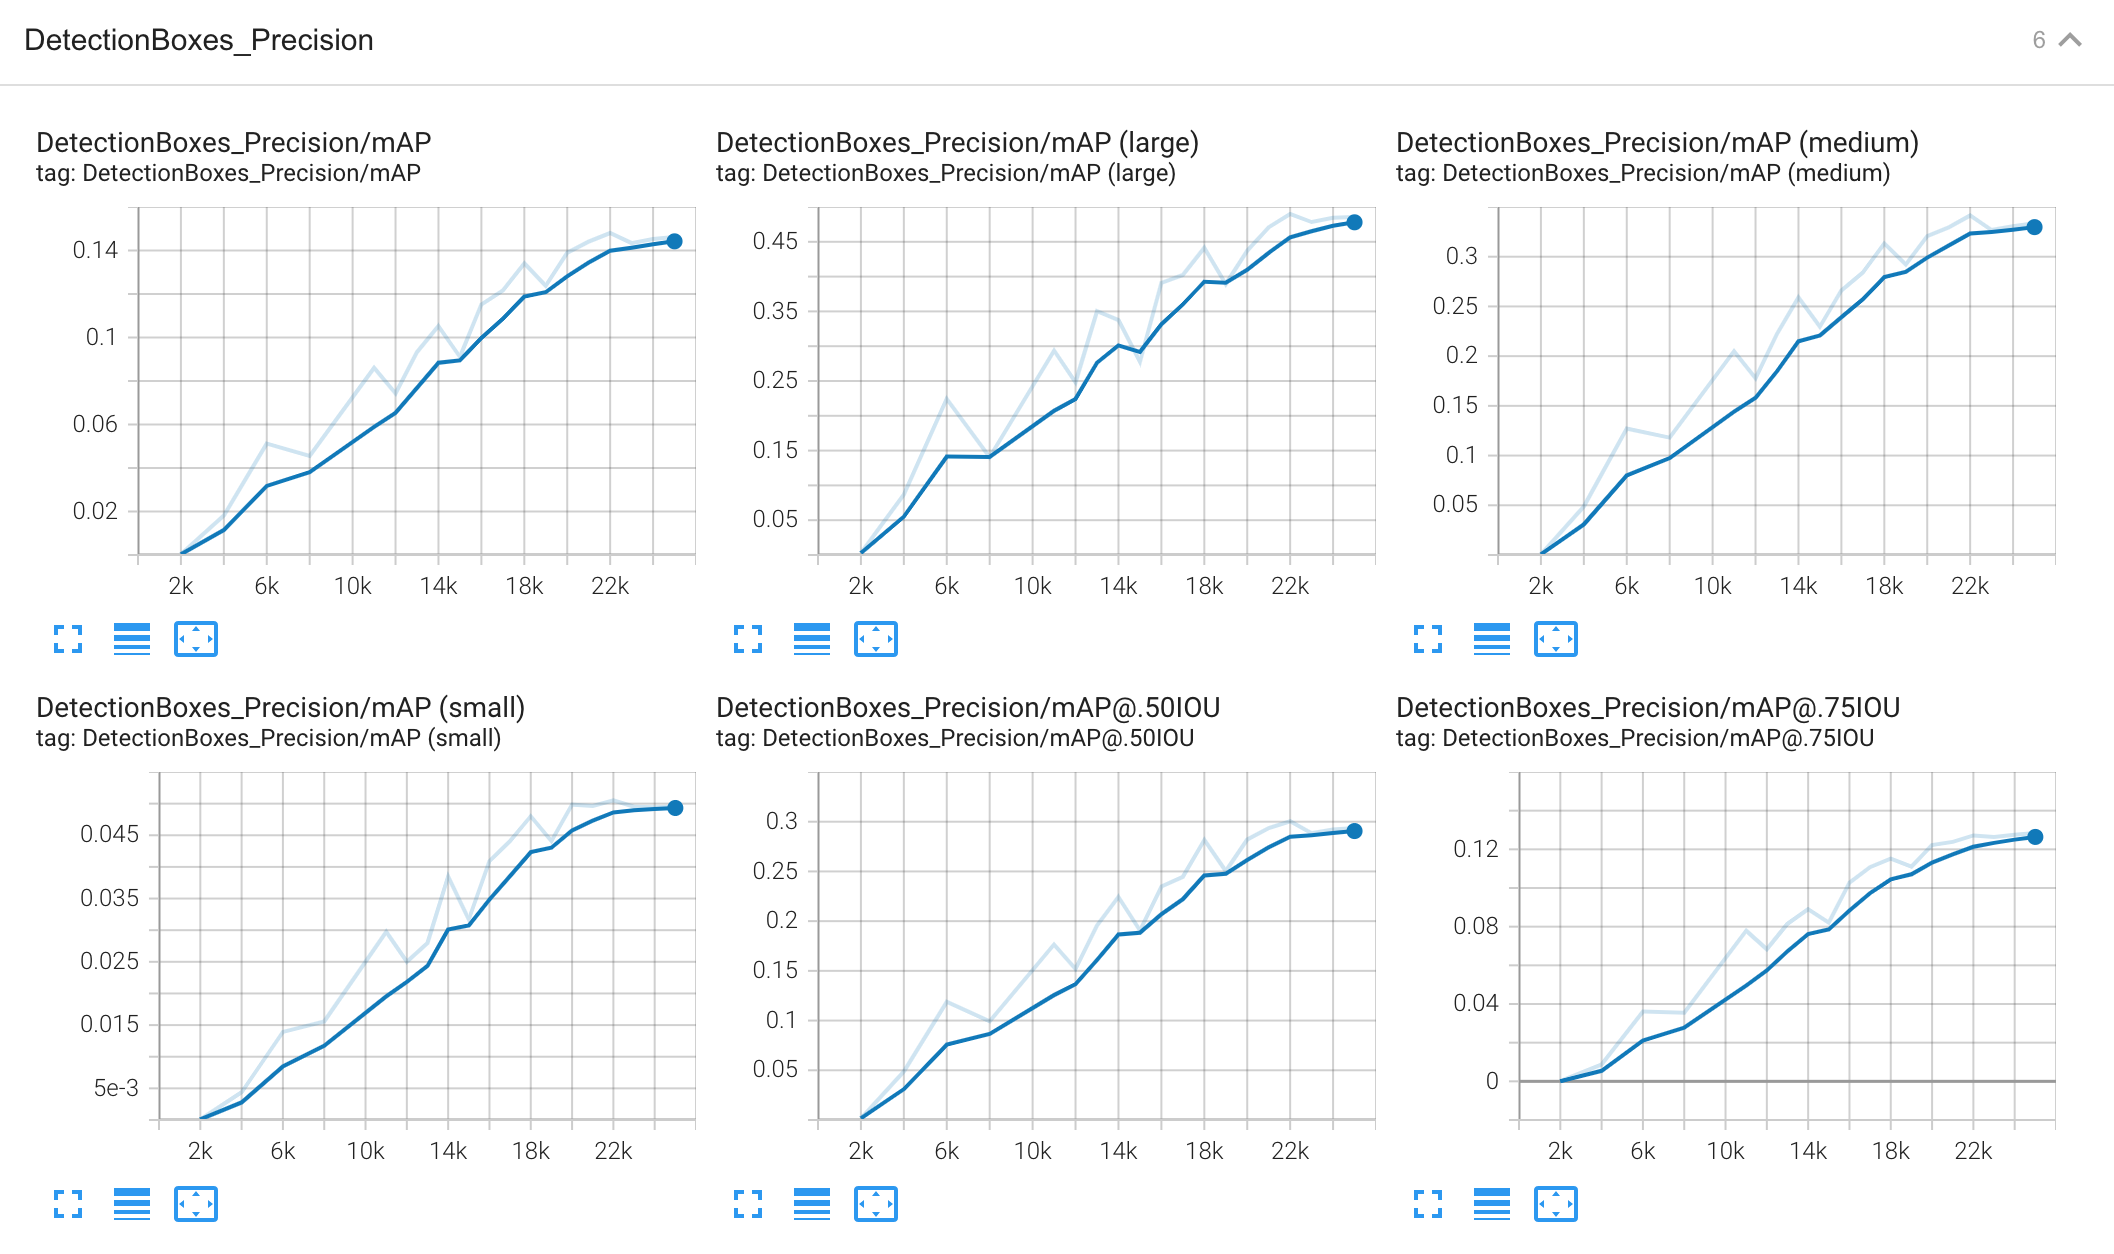 DetectionBoxes_Precision
6
DetectionBoxes_Precision/mAP
tag: DetectionBoxes_Precision/mAP
0.14
0.1
0.06
0.02
2k 6k 10k 14k 18k 22k
DetectionBoxes_Precision/mAP (large)
tag: DetectionBoxes_Precision/mAP (large)
0.45
0.35
0.25
0.15
0.05
2k 6k 10k 14k 18k 22k
DetectionBoxes_Precision/mAP (medium)
tag: DetectionBoxes_Precision/mAP (medium)
0.3
0.25
0.2
0.15
0.1
0.05
2k 6k 10k 14k 18k 22k
DetectionBoxes_Precision/mAP (small)
tag: DetectionBoxes_Precision/mAP (small)
0.045
0.035
0.025
0.015
5e-3
2k 6k 10k 14k 18k 22k
DetectionBoxes_Precision/mAP@.50IOU
tag: DetectionBoxes_Precision/mAP@.50IOU
0.3
0.25
0.2
0.15
0.1
0.05
2k 6k 10k 14k 18k 22k
DetectionBoxes_Precision/mAP@.75IOU
tag: DetectionBoxes_Precision/mAP@.75IOU
0.12
0.08
0.04
0
2k 6k 10k 14k 18k 22k